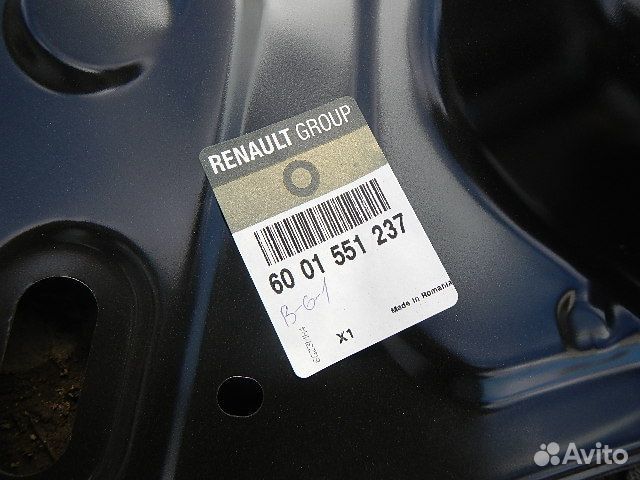 RENAULT GROUP
60 01 551 237
B-G-1
Made in Romania
X1
Avito